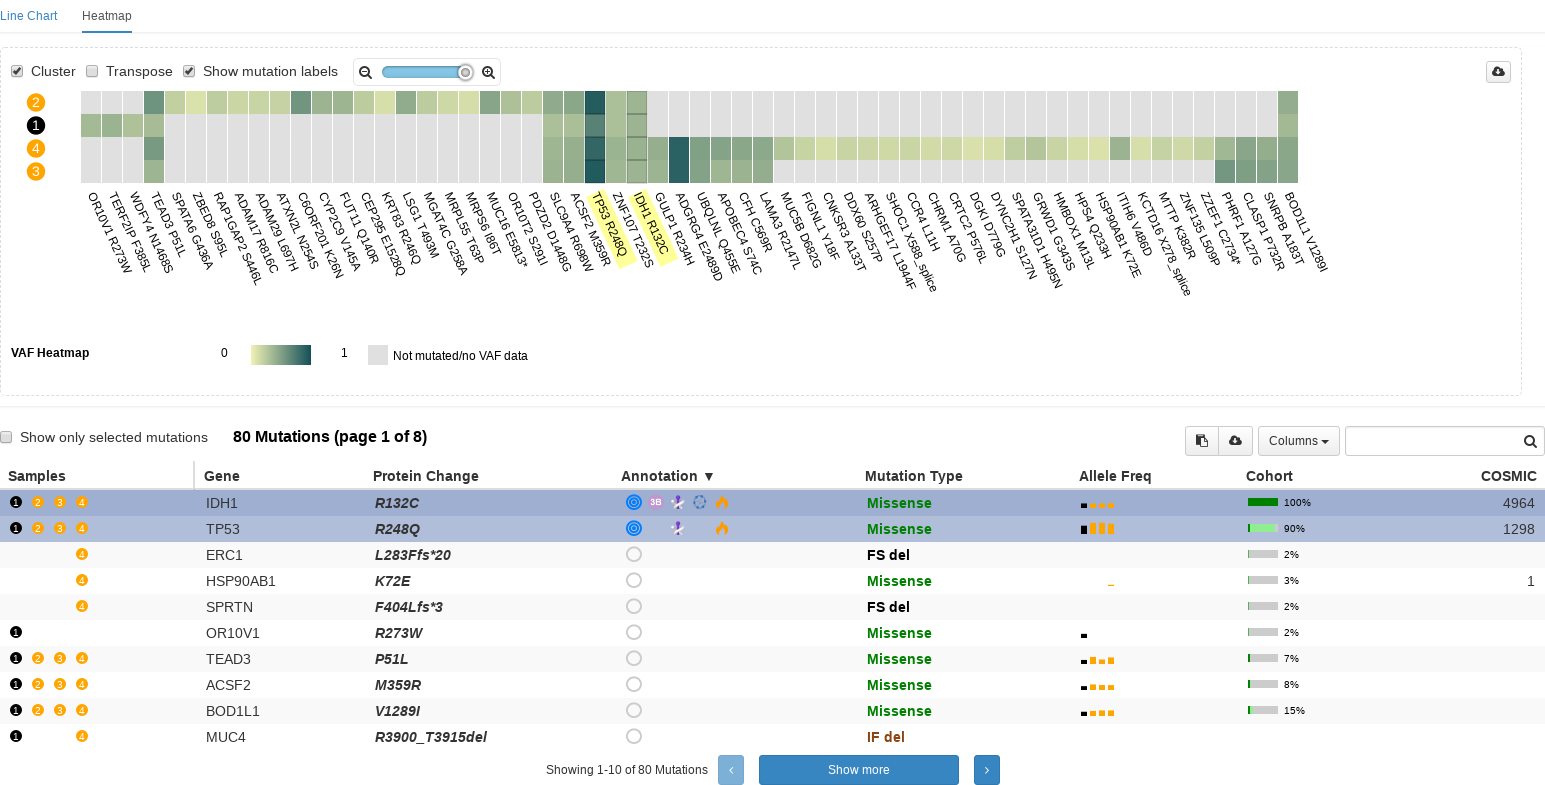 Line Chart Heatmap
Cluster Transpose Show mutation labels
2
1
4
3
OR10V1 R273W
TERF2IP F385L
WDFY4 N1468S
TEAD3 P51L
SPATA6 G436A
ZBED8 S95L
RAP1GAP2 S446L
ADAM17 R816C
ADAM29 L697H
ATXN2L N254S
C6ORF201 K26N
CYP2C9 V145A
FUT11 Q140R
CEP295 E1528Q
KRT83 R246Q
LSG1 T493M
MGAT4C G258A
MRPL55 T63P
MRPS6 I86T
MUC16 E5813*
OR10T2 S291I
PDZD2 D1448G
SLC9A4 R698W
ACSF2 M359R
TP53 R248Q
ZNF107 T232S
IDH1 R132C
GULP1 R234H
ADGRG4 E2489D
UBQLNL Q455E
APOBEC4 S74C
CFH C569R
LAMA3 R2147L
MUC5B D682G
FIGNL1 Y18F
CNKSR3 A133T
DDX60 S257P
ARHGEF17 L1944F
SHOC1 X598_splice
CCR4 L11H
CHRM1 A70G
CRTC2 P576L
DGKI D779G
DYNC2H1 S127N
SPATA31D1 H495N
GRWD1 G343S
HMBOX1 M13L
HPS4 Q233H
HSP90AB1 K72E
ITIH6 V486D
KCTD16 X278_splice
MTTP K382R
ZNF135 L509P
ZZEF1 C2734*
PHRF1 A127G
CLASP1 P732R
SNRPB A183T
BOD1L1 V1289I
VAF Heatmap 0 1 Not mutated/no VAF data
Show only selected mutations 80 Mutations (page 1 of 8) Columns
Samples Gene Protein Change Annotation ▼ Mutation Type Allele Freq Cohort COSMIC
1 2 3 4 IDH1 R132C 3B Missense 100% 4964
1 2 3 4 TP53 R248Q Missense 90% 1298
4 ERC1 L283Ffs*20 FS del 2%
4 HSP90AB1 K72E Missense 3% 1
4 SPRTN F404Lfs*3 FS del 2%
1 OR10V1 R273W Missense 2%
1 2 3 4 TEAD3 P51L Missense 7%
1 2 3 4 ACSF2 M359R Missense 8%
1 2 3 4 BOD1L1 V1289I Missense 15%
1 4 MUC4 R3900_T3915del IF del
Showing 1-10 of 80 Mutations ‹ Show more ›